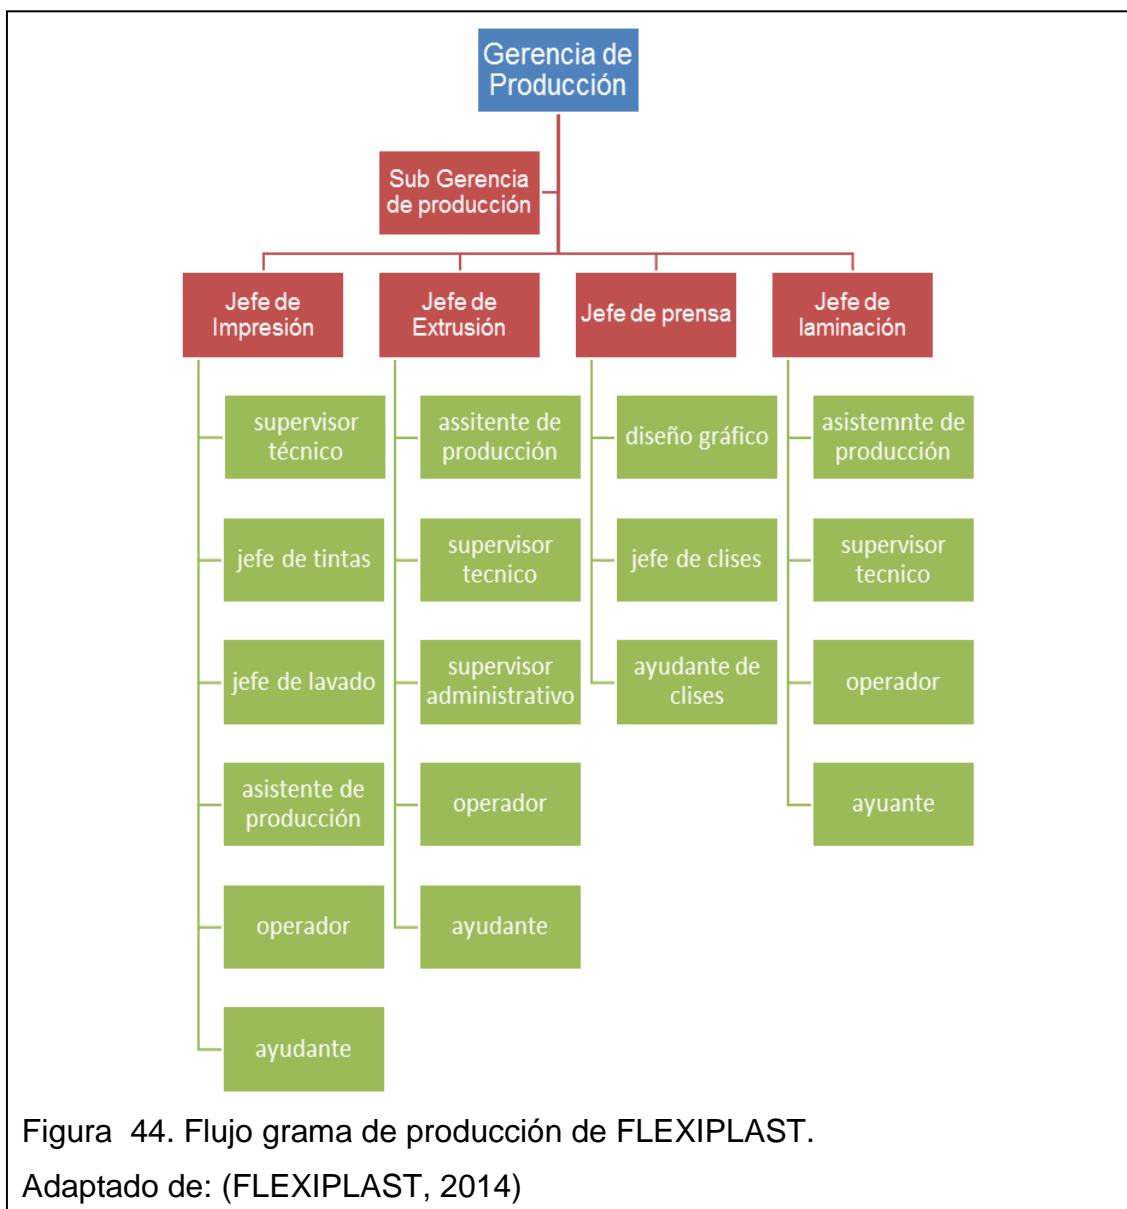 Gerencia de
Producción
Sub Gerencia
de producción
Jefe de
Impresión
Jefe de
Extrusión
Jefe de prensa
Jefe de
laminación
supervisor
técnico
jefe de tintas
jefe de lavado
asistente de
producción
operador
ayudante
assitente de
producción
supervisor
tecnico
supervisor
administrativo
operador
ayudante
diseño gráfico
jefe de clises
ayudante de
clises
asistemnte de
producción
supervisor
tecnico
operador
ayuante
Figura 44. Flujo grama de producción de FLEXIPLAST.
Adaptado de: (FLEXIPLAST, 2014)